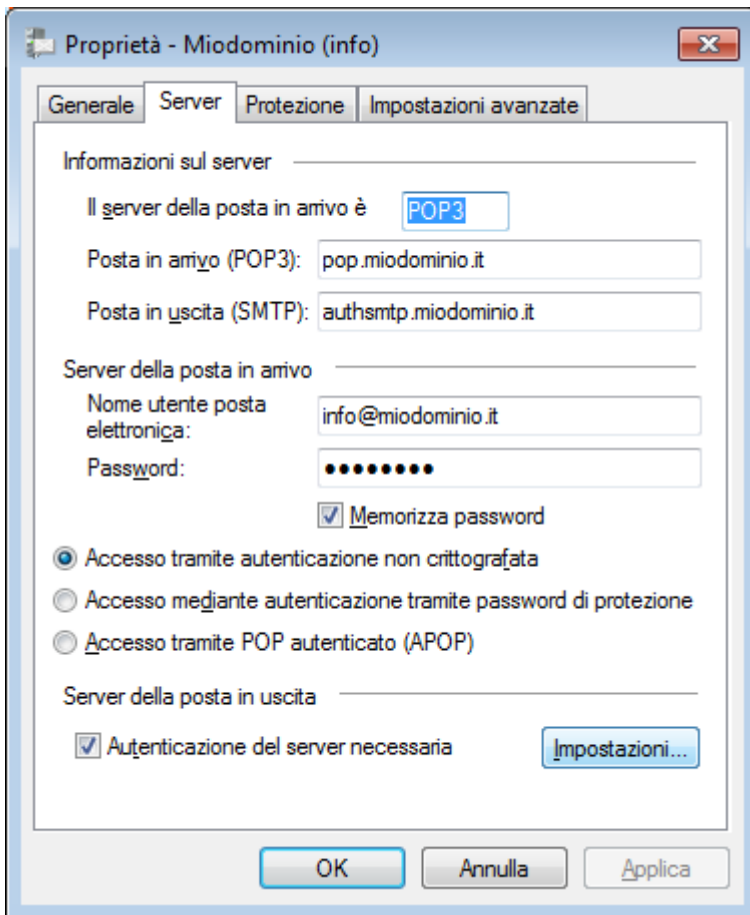 Proprietà - Miodominio (info)
Generale Server Protezione Impostazioni avanzate
Informazioni sul server
Il server della posta in arrivo è POP3
Posta in arrivo (POP3): pop.miodominio.it
Posta in uscita (SMTP): authsmtp.miodominio.it
Server della posta in arrivo
Nome utente posta
elettronica: info@miodominio.it
Password: ●●●●●●●●
Memorizza password
Accesso tramite autenticazione non crittografata
Accesso mediante autenticazione tramite password di protezione
Accesso tramite POP autenticato (APOP)
Server della posta in uscita
Autenticazione del server necessaria Impostazioni...
OK Annulla Applica